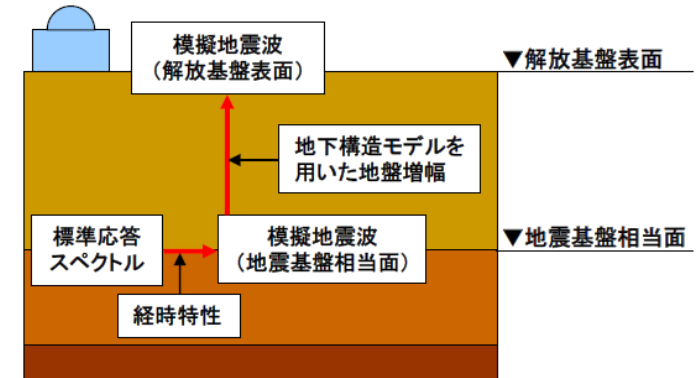 模擬地震波
（解放基盤表面）
▼解放基盤表面
地下構造モデルを
用いた地盤増幅
標準応答
スペクトル
模擬地震波
（地震基盤相当面）
▼地震基盤相当面
経時特性